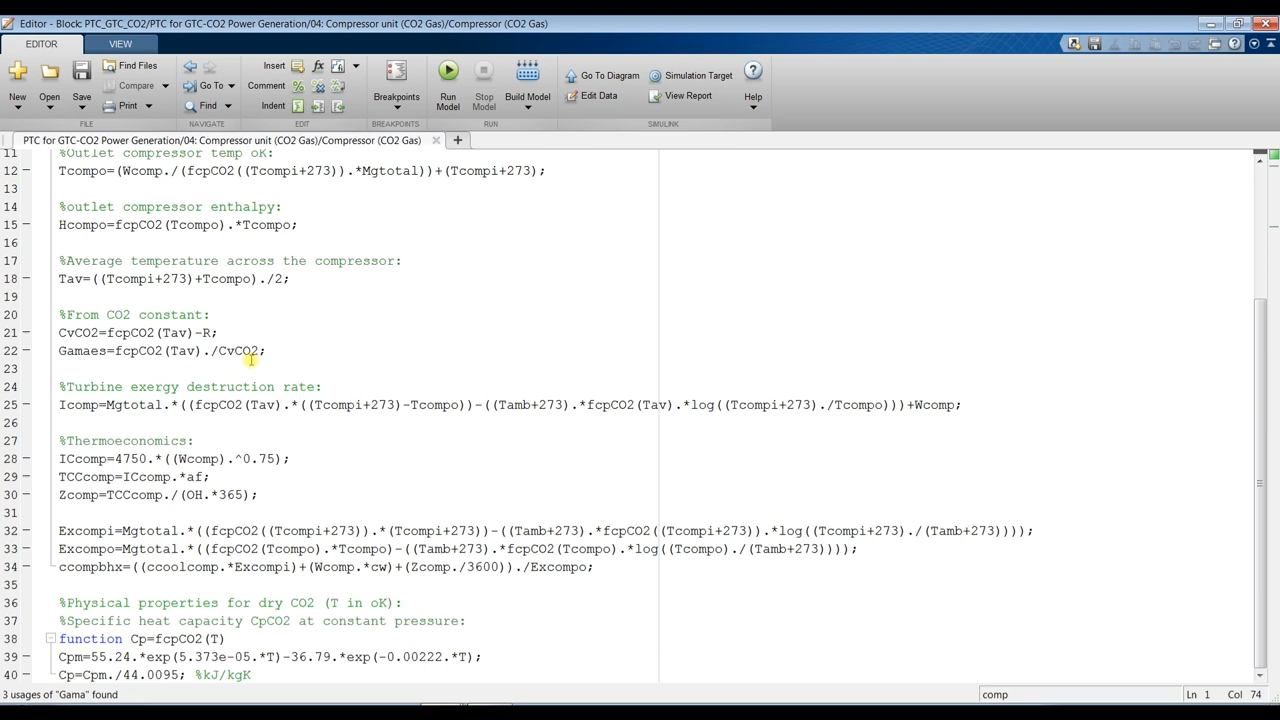 Editor - Block: PTC_GTC_CO2/PTC for GTC-CO2 Power Generation/04: Compressor unit (CO2 Gas)/Compressor (CO2 Gas)
EDITOR
VIEW
New
Open
Save
Find Files
Compare
Print
FILE
Go To
Find
NAVIGATE
Insert
fx
Comment
Indent
EDIT
Breakpoints
BREAKPOINTS
Run
Model
Stop
Model
Build Model
RUN
Go To Diagram
Edit Data
Simulation Target
View Report
Help
SIMULINK
PTC for GTC-CO2 Power Generation/04: Compressor unit (CO2 Gas)/Compressor (CO2 Gas)
11 %Outlet compressor temp oK:
12 Tcompo=(Wcomp./(fcpCO2((Tcompi+273)).*Mgtotal))+(Tcompi+273);
13
14 %outlet compressor enthalpy:
15 Hcompo=fcpCO2(Tcompo).*Tcompo;
16
17 %Average temperature across the compressor:
18 Tav=((Tcompi+273)+Tcompo)./2;
19
20 %From CO2 constant:
21 CvCO2=fcpCO2(Tav)-R;
22 Gamaes=fcpCO2(Tav)./CvCO2;
23
24 %Turbine exergy destruction rate:
25 Icomp=Mgtotal.*((fcpCO2(Tav).*((Tcompi+273)-Tcompo))-((Tamb+273).*fcpCO2(Tav).*log((Tcompi+273)./Tcompo)))+Wcomp;
26
27 %Thermoeconomics:
28 ICcomp=4750.*((Wcomp).^0.75);
29 TCCcomp=ICcomp.*af;
30 Zcomp=TCCcomp./(OH.*365);
31
32 Excompi=Mgtotal.*((fcpCO2((Tcompi+273)).*(Tcompi+273))-((Tamb+273).*fcpCO2((Tcompi+273)).*log((Tcompi+273)./(Tamb+273))));
33 Excompo=Mgtotal.*((fcpCO2(Tcompo).*Tcompo)-((Tamb+273).*fcpCO2(Tcompo).*log((Tcompo)./(Tamb+273))));
34 ccompbhx=((ccoolcomp.*Excompi)+(Wcomp.*cw)+(Zcomp./3600))./Excompo;
35
36 %Physical properties for dry CO2 (T in oK):
37 %Specific heat capacity CpCO2 at constant pressure:
38 function Cp=fcpCO2(T)
39 Cpm=55.24.*exp(5.373e-05.*T)-36.79.*exp(-0.00222.*T);
40 Cp=Cpm./44.0095; %kJ/kgK
3 usages of "Gama" found
comp
Ln 1 Col 74